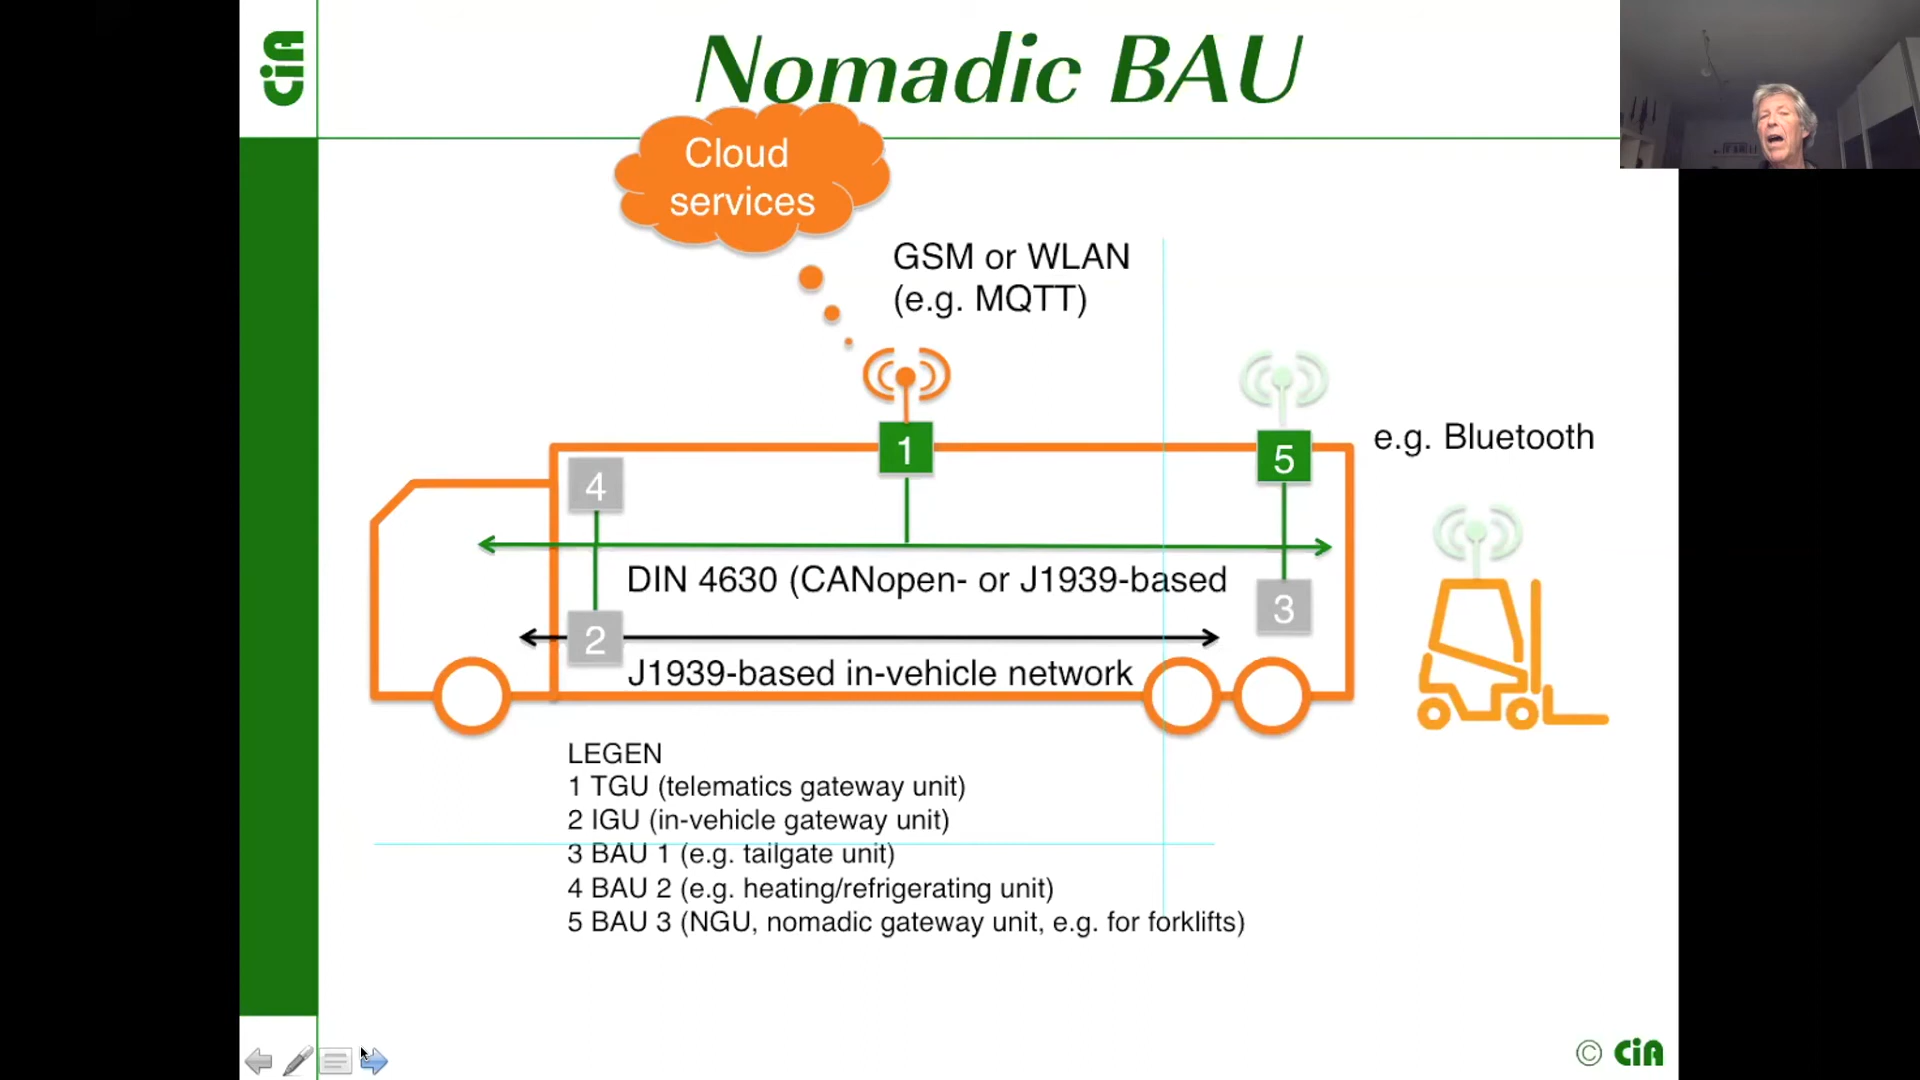 CiA
Nomadic BAU
Cloud
services
GSM or WLAN
(e.g. MQTT)
1
5
e.g. Bluetooth
4
DIN 4630 (CANopen- or J1939-based
3
2
J1939-based in-vehicle network
LEGEN
1 TGU (telematics gateway unit)
2 IGU (in-vehicle gateway unit)
3 BAU 1 (e.g. tailgate unit)
4 BAU 2 (e.g. heating/refrigerating unit)
5 BAU 3 (NGU, nomadic gateway unit, e.g. for forklifts)
© CiA